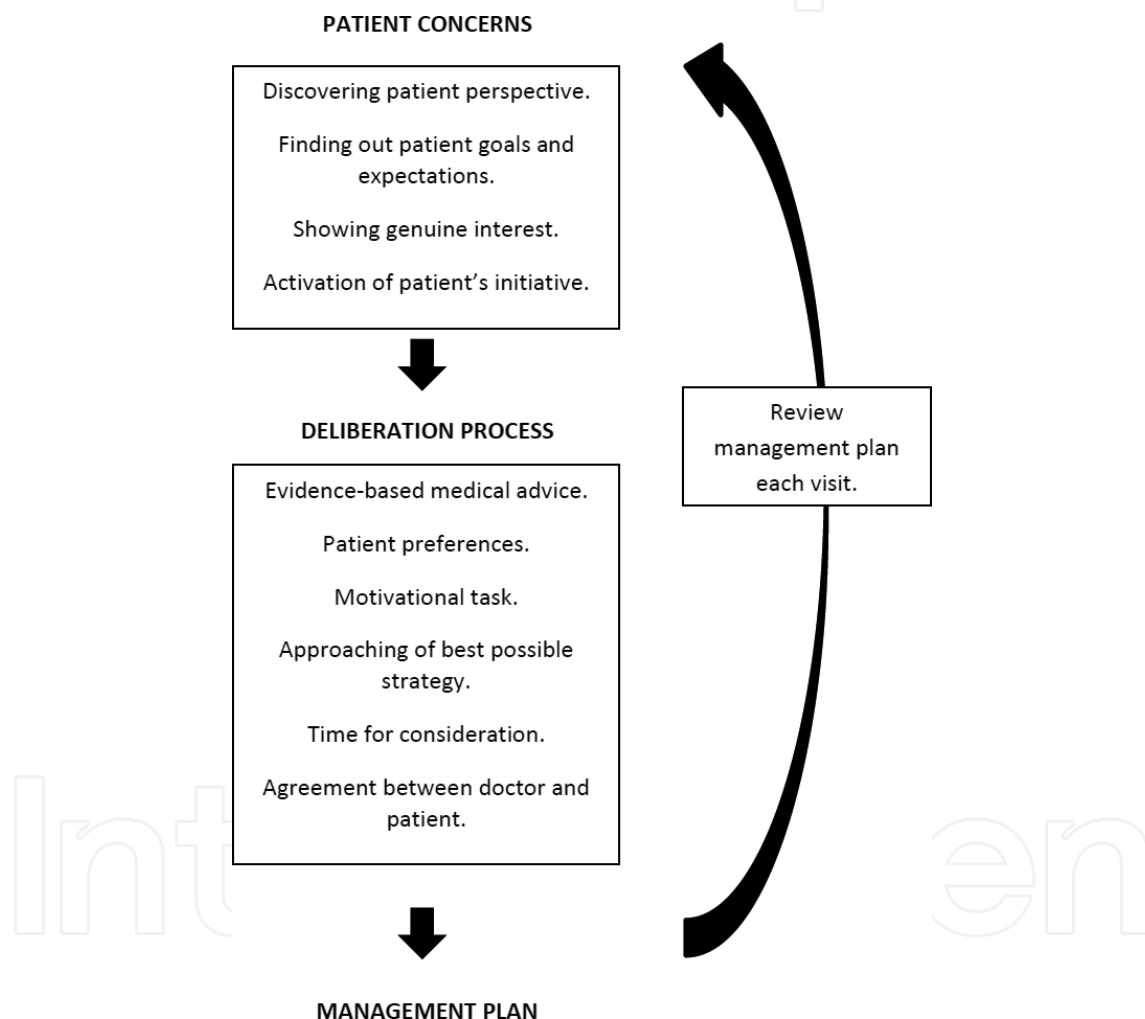 PATIENT CONCERNS
Discovering patient perspective.
Finding out patient goals and
expectations.
Showing genuine interest.
Activation of patient’s initiative.
DELIBERATION PROCESS
Evidence-based medical advice.
Patient preferences.
Motivational task.
Approaching of best possible
strategy.
Time for consideration.
Agreement between doctor and
patient.
Review
management plan
each visit.
MANAGEMENT PLAN